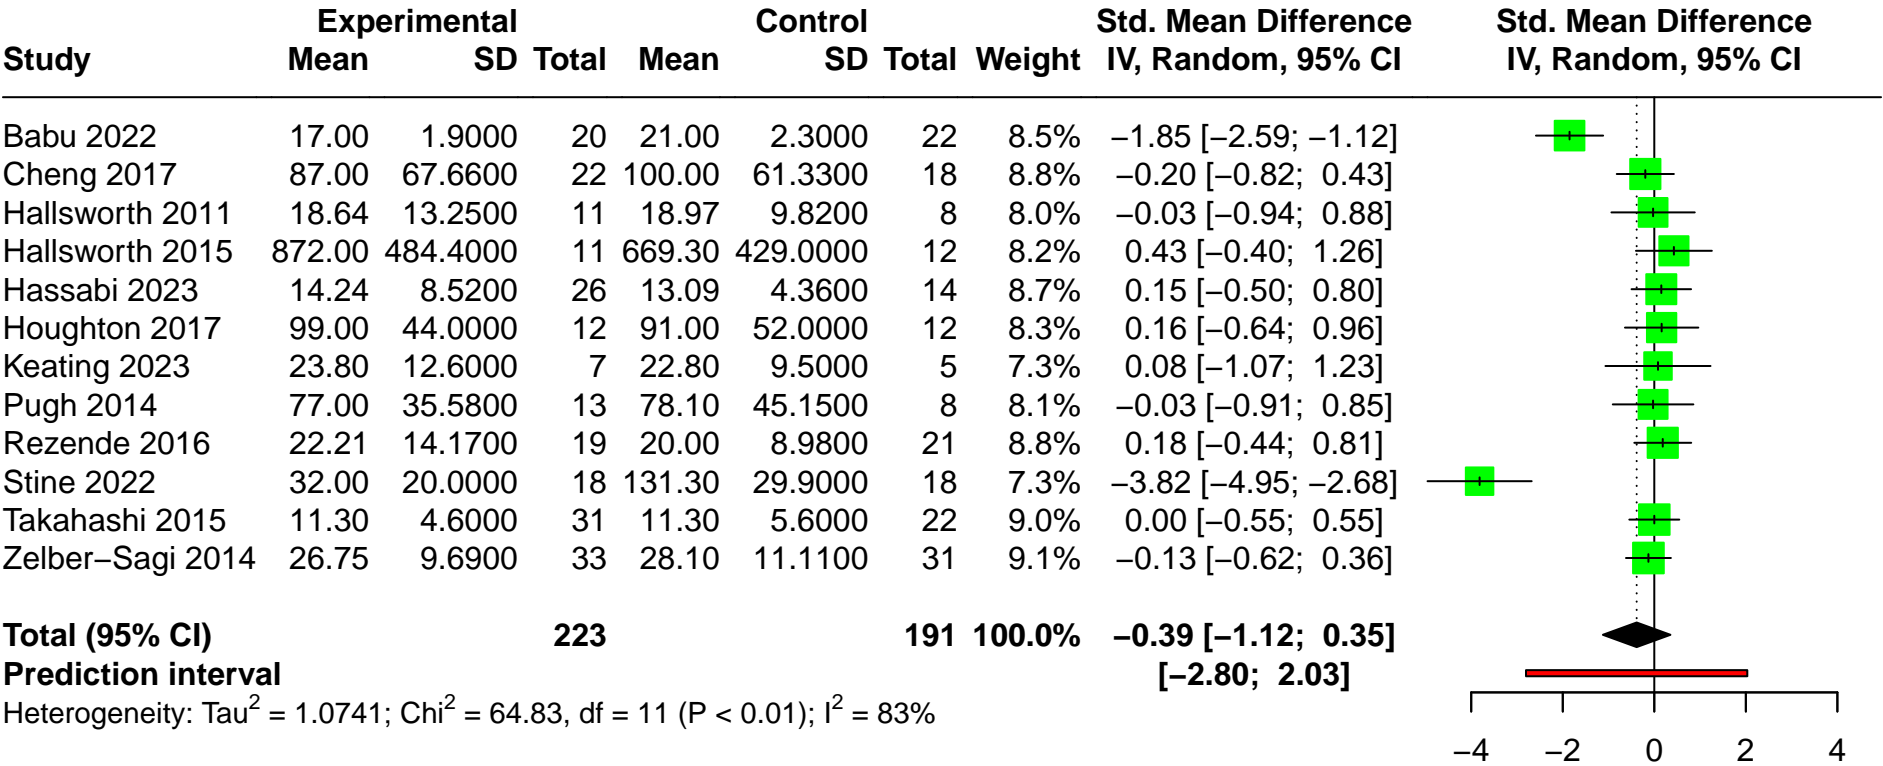 Experimental Control Std. Mean Difference Std. Mean Difference
Study Mean SD Total Mean SD Total Weight IV, Random, 95% CI IV, Random, 95% CI
Babu 2022 17.00 1.9000 20 21.00 2.3000 22 8.5% −1.85 [−2.59; −1.12]
Cheng 2017 87.00 67.6600 22 100.00 61.3300 18 8.8% −0.20 [−0.82; 0.43]
Hallsworth 2011 18.64 13.2500 11 18.97 9.8200 8 8.0% −0.03 [−0.94; 0.88]
Hallsworth 2015 872.00 484.4000 11 669.30 429.0000 12 8.2% 0.43 [−0.40; 1.26]
Hassabi 2023 14.24 8.5200 26 13.09 4.3600 14 8.7% 0.15 [−0.50; 0.80]
Houghton 2017 99.00 44.0000 12 91.00 52.0000 12 8.3% 0.16 [−0.64; 0.96]
Keating 2023 23.80 12.6000 7 22.80 9.5000 5 7.3% 0.08 [−1.07; 1.23]
Pugh 2014 77.00 35.5800 13 78.10 45.1500 8 8.1% −0.03 [−0.91; 0.85]
Rezende 2016 22.21 14.1700 19 20.00 8.9800 21 8.8% 0.18 [−0.44; 0.81]
Stine 2022 32.00 20.0000 18 131.30 29.9000 18 7.3% −3.82 [−4.95; −2.68]
Takahashi 2015 11.30 4.6000 31 11.30 5.6000 22 9.0% 0.00 [−0.55; 0.55]
Zelber−Sagi 2014 26.75 9.6900 33 28.10 11.1100 31 9.1% −0.13 [−0.62; 0.36]
Total (95% CI) 223 191 100.0% −0.39 [−1.12; 0.35]
Prediction interval [−2.80; 2.03]
Heterogeneity: Tau² = 1.0741; Chi² = 64.83, df = 11 (P < 0.01); I² = 83%
−4 −2 0 2 4